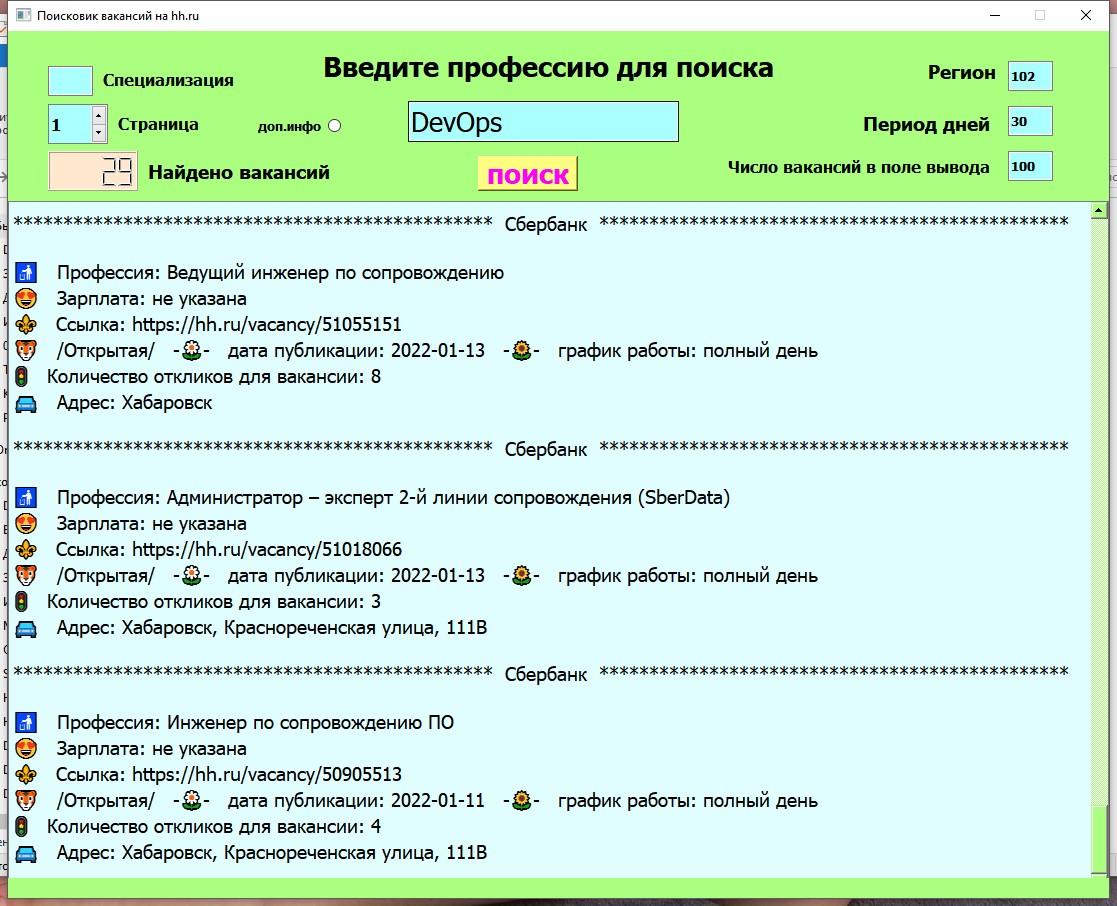 Поисковик вакансий на hh.ru
Введите профессию для поиска
Специализация
Регион 102
1 Страница
доп.инфо
DevOps
Период дней 30
29 Найдено вакансий
поиск
Число вакансий в поле вывода 100
************************************************ Сбербанк ***********************************************
Профессия: Ведущий инженер по сопровождению
Зарплата: не указана
Ссылка: https://hh.ru/vacancy/51055151
/Открытая/ -🌼- дата публикации: 2022-01-13 -🌻- график работы: полный день
Количество откликов для вакансии: 8
Адрес: Хабаровск
************************************************ Сбербанк ***********************************************
Профессия: Администратор – эксперт 2-й линии сопровождения (SberData)
Зарплата: не указана
Ссылка: https://hh.ru/vacancy/51018066
/Открытая/ -🌼- дата публикации: 2022-01-13 -🌻- график работы: полный день
Количество откликов для вакансии: 3
Адрес: Хабаровск, Краснореченская улица, 111В
************************************************ Сбербанк ***********************************************
Профессия: Инженер по сопровождению ПО
Зарплата: не указана
Ссылка: https://hh.ru/vacancy/50905513
/Открытая/ -🌼- дата публикации: 2022-01-11 -🌻- график работы: полный день
Количество откликов для вакансии: 4
Адрес: Хабаровск, Краснореченская улица, 111В